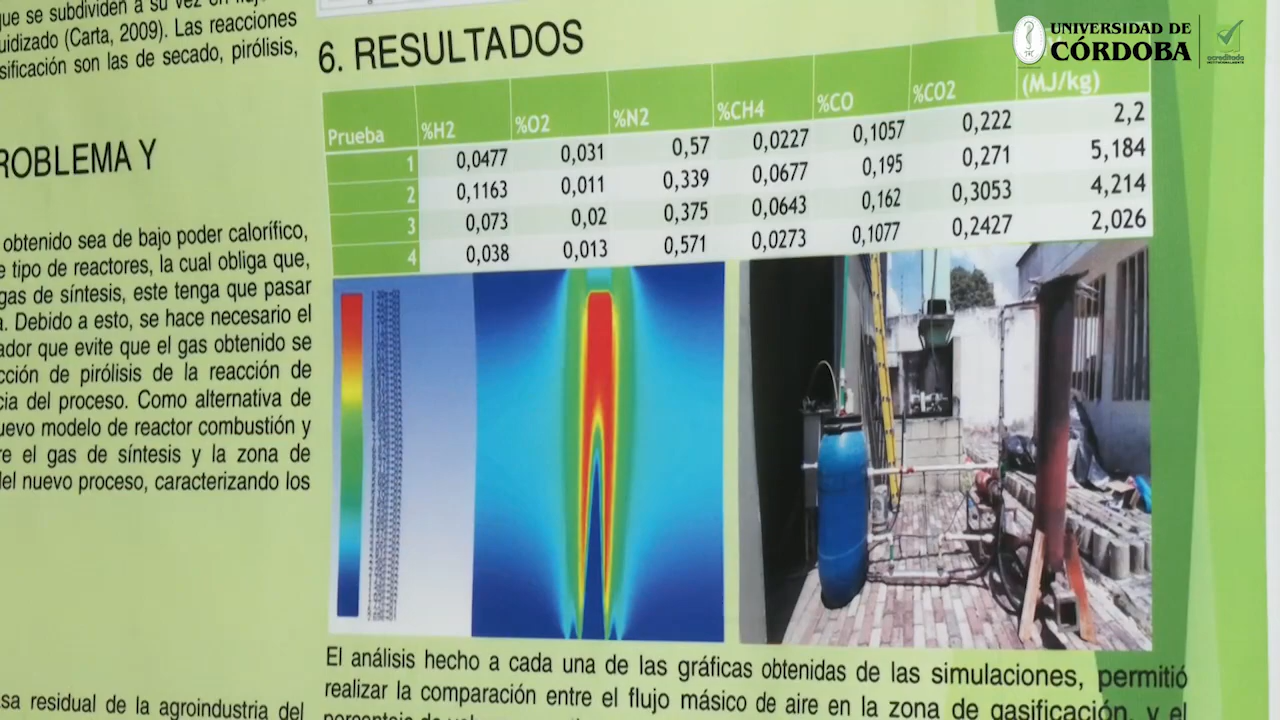 que se subdividen a su vez en
uidizado (Carta, 2009). Las reacciones
sificación son las de secado, pirólisis,
ROBLEMA Y
obtenido sea de bajo poder calorífico,
e tipo de reactores, la cual obliga que,
gas de síntesis, este tenga que pasar
a. Debido a esto, se hace necesario el
ador que evite que el gas obtenido se
cción de pirólisis de la reacción de
cia del proceso. Como alternativa de
uevo modelo de reactor combustión y
re el gas de síntesis y la zona de
del nuevo proceso, caracterizando los
sa residual de la agroindustria del
6. RESULTADOS
Prueba %H2 %O2 %N2 %CH4 %CO %CO2 (MJ/kg)
1 0,0477 0,031 0,57 0,0227 0,1057 0,222 2,2
2 0,1163 0,011 0,339 0,0677 0,195 0,271 5,184
3 0,073 0,02 0,375 0,0643 0,162 0,3053 4,214
4 0,038 0,013 0,571 0,0273 0,1077 0,2427 2,026
El análisis hecho a cada una de las gráficas obtenidas de las simulaciones, permitió
realizar la comparación entre el flujo másico de aire en la zona de gasificación, y el
UNIVERSIDAD DE
CÓRDOBA
acreditada